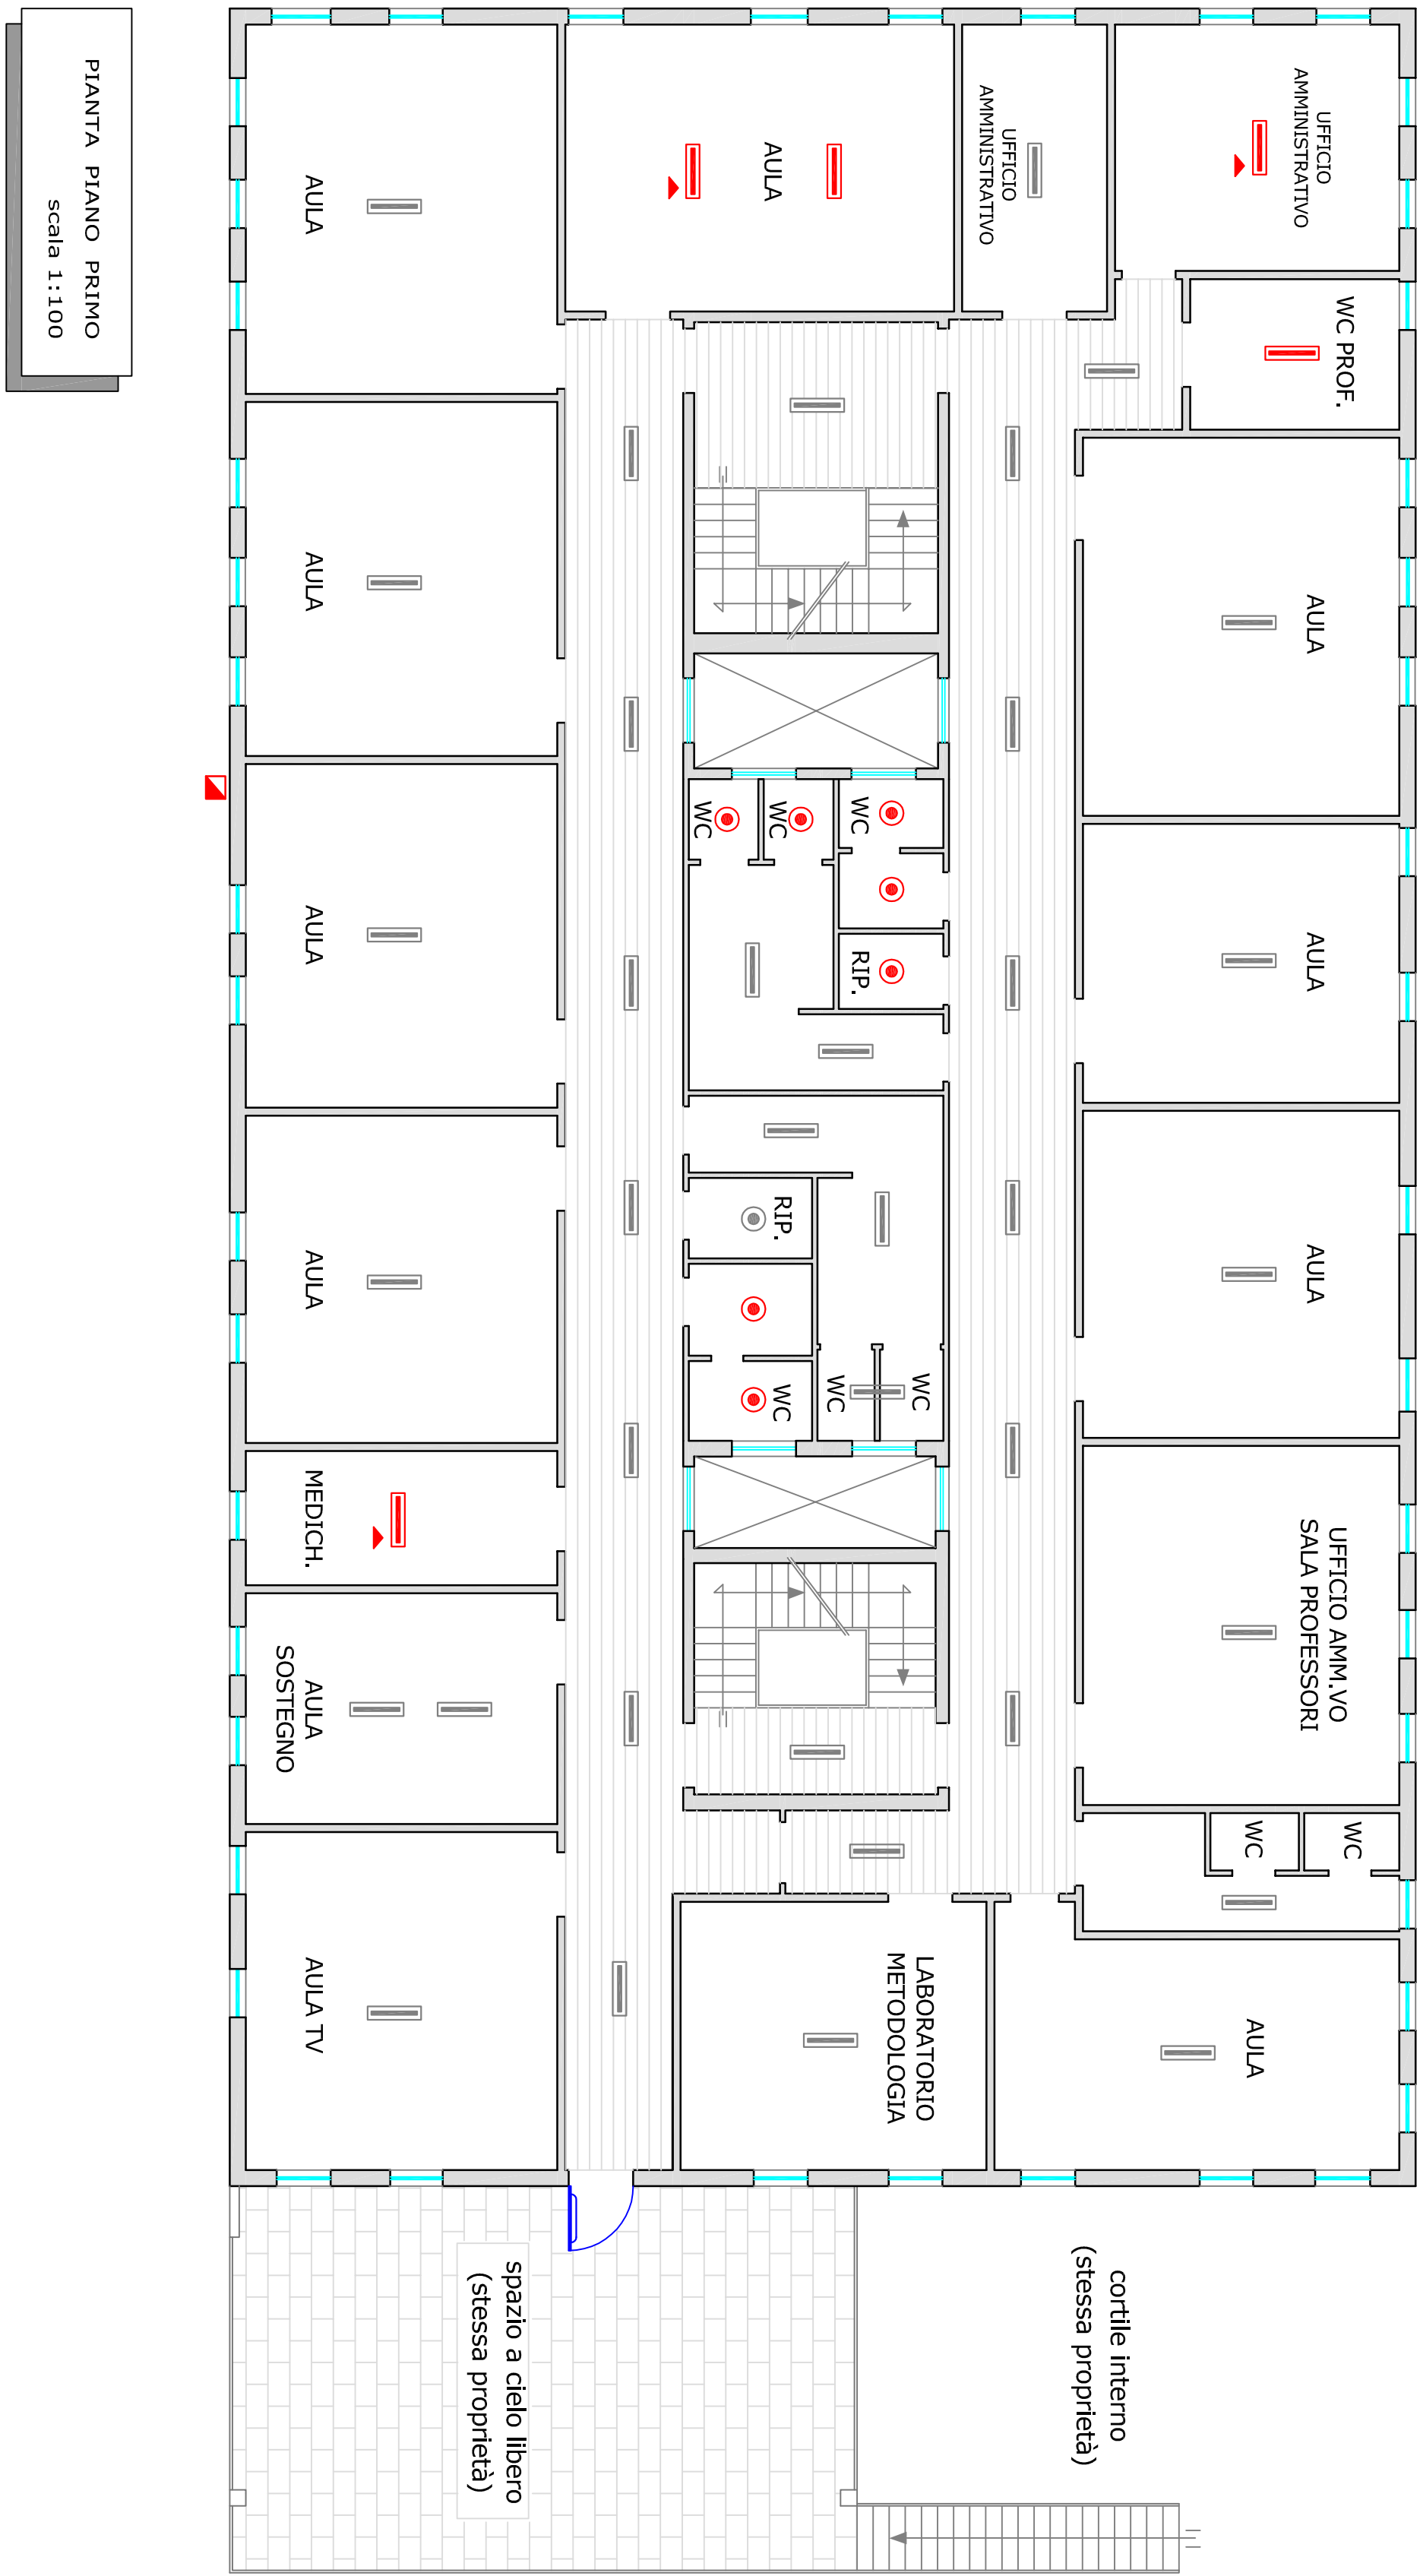 PIANTA PIANO PRIMO
scala 1:100
UFFICIO
AMMINISTRATIVO
WC PROF.
AULA
AULA
AULA
UFFICIO AMM.VO
SALA PROFESSORI
WC
WC
AULA
UFFICIO
AMMINISTRATIVO
AULA
WC
WC
WC
RIP.
RIP.
WC
WC
WC
LABORATORIO
METODOLOGIA
AULA
AULA
AULA
AULA
MEDICH.
AULA
SOSTEGNO
AULA TV
cortile interno
(stessa proprietà)
spazio a cielo libero
(stessa proprietà)